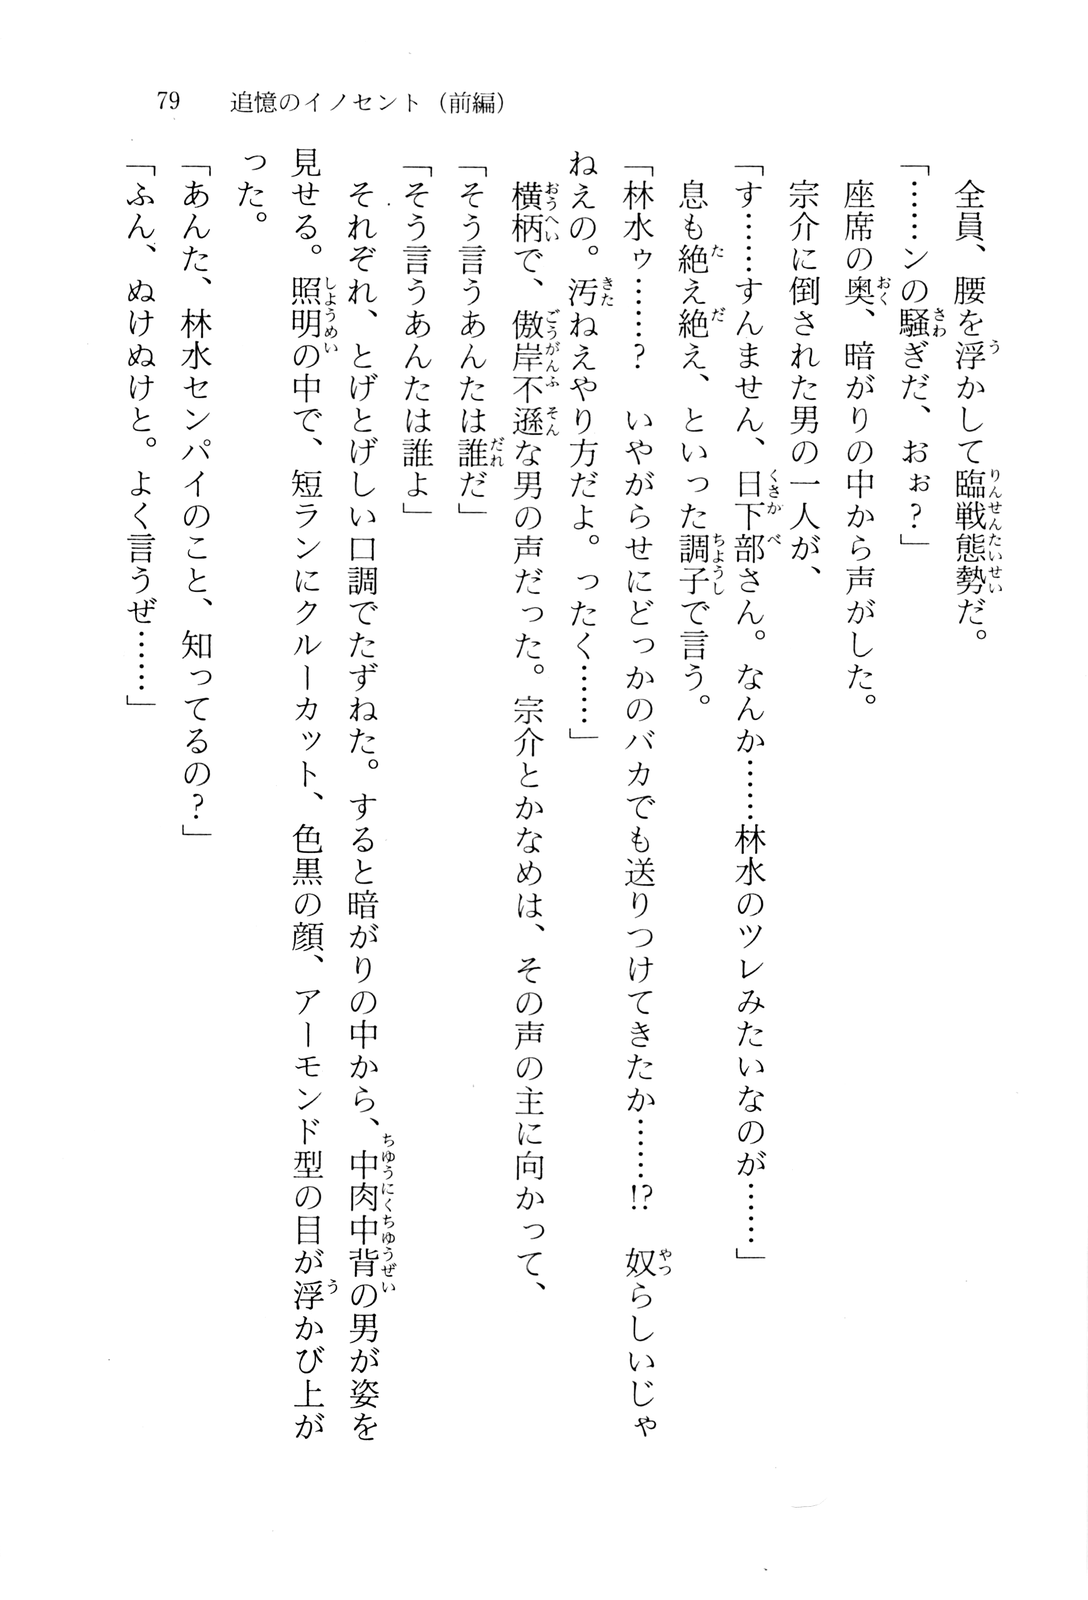 79　追憶のイノセント（前編）
　全員、腰を浮かして臨戦態勢だ。
「……ンの騒ぎだ、おぉ？」
　座席の奥、暗がりの中から声がした。
　宗介に倒された男の一人が、
「す……すんません、日下部さん。なんか……林水のツレみたいなのが……」
　息も絶え絶え、といった調子で言う。
「林水ゥ……？　いやがらせにどっかのバカでも送りつけてきたか……!?　奴らしいじゃ
ねえの。汚ねえやり方だよ。ったく……」
　横柄で、傲岸不遜な男の声だった。宗介とかなめは、その声の主に向かって、
「そう言うあんたは誰だ」
「そう言うあんたは誰よ」
　それぞれ、とげとげしい口調でたずねた。すると暗がりの中から、中肉中背の男が姿を
見せる。照明の中で、短ランにクルーカット、色黒の顔、アーモンド型の目が浮かび上が
った。
「あんた、林水センパイのこと、知ってるの？」
「ふん、ぬけぬけと。よく言うぜ……」